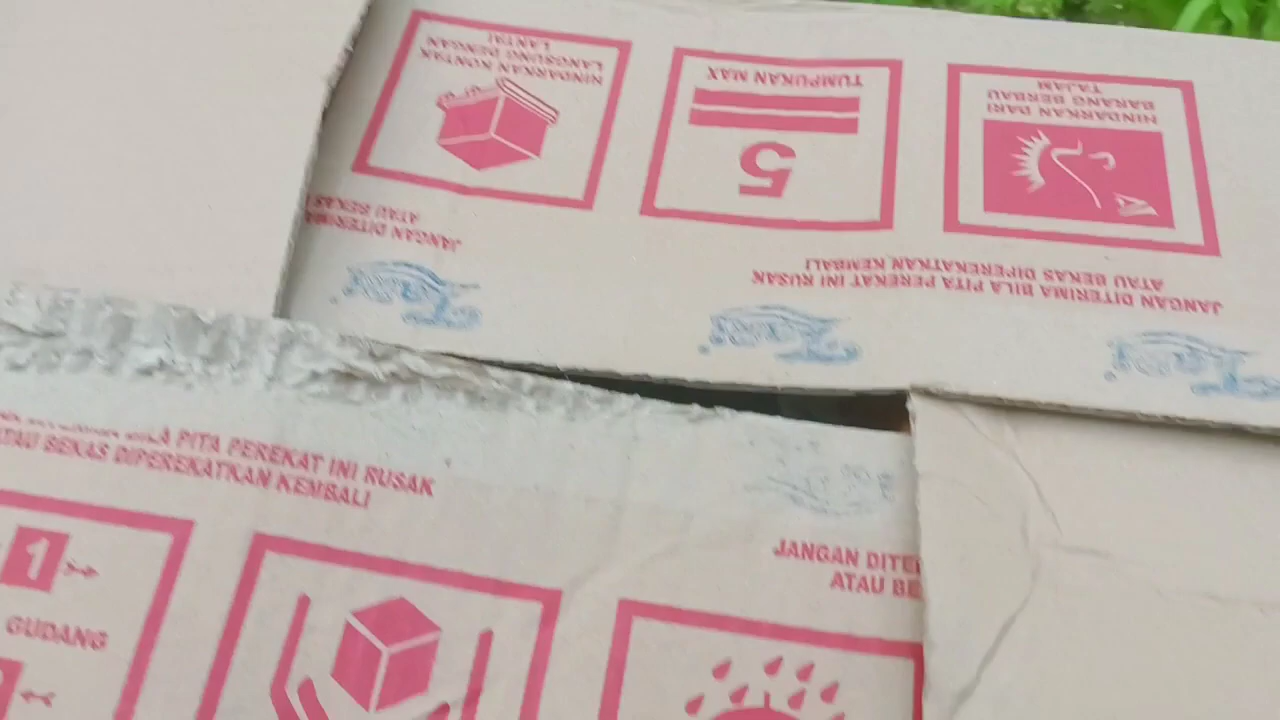 HINDARKAN KONTAK
LANGSUNG DENGAN
LANTAI
TUMPUKAN MAX
5
HINDARKAN DARI
BARANG BERBAU
TAJAM
JANGAN DITERIMA
ATAU BEKAS
JANGAN DITERIMA BILA PITA PEREKAT INI RUSAK
ATAU BEKAS DIPEREKATKAN KEMBALI
PITA PEREKAT INI RUSAK
ATAU BEKAS DIPEREKATKAN KEMBALI
1
GUDANG
JANGAN DITE
ATAU BE